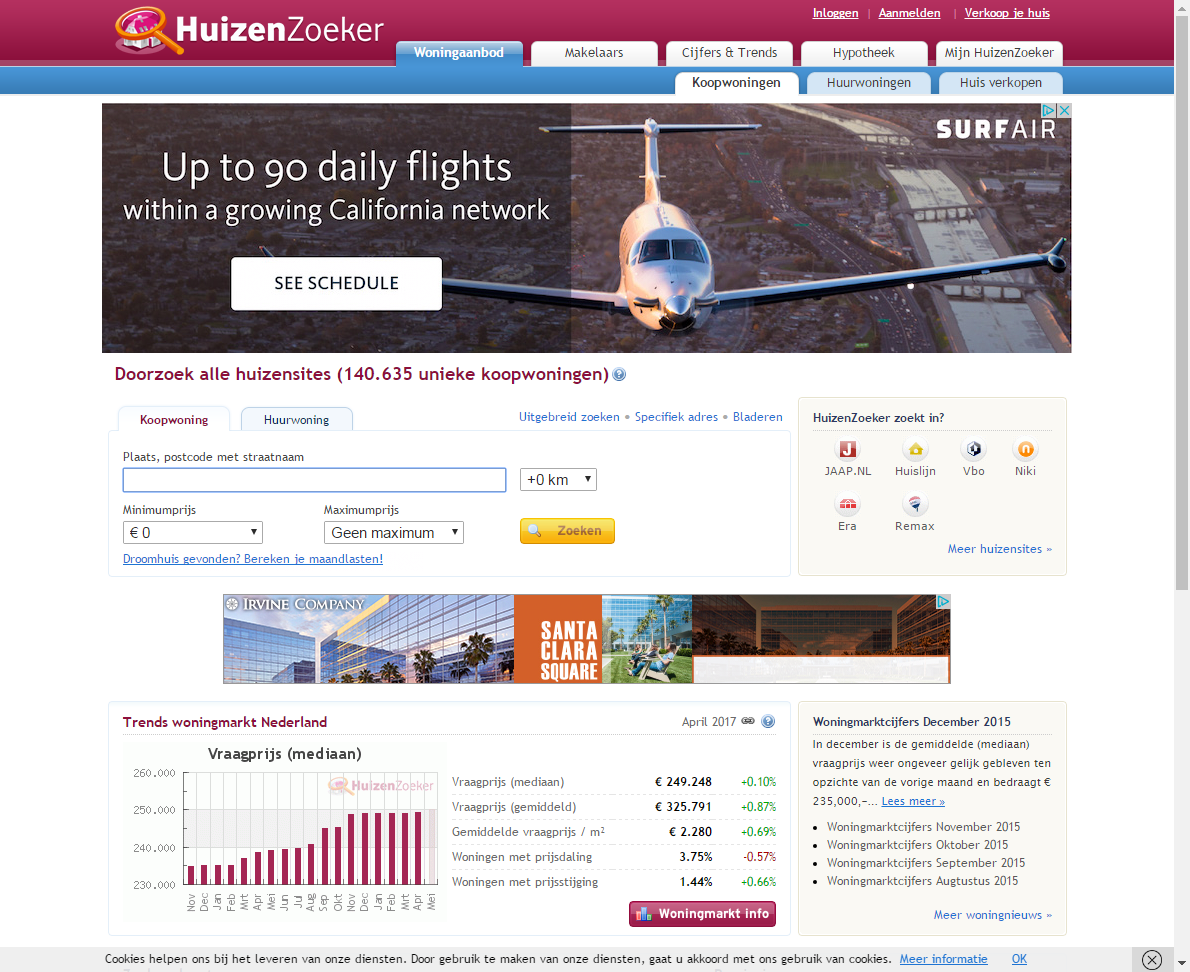 HuizenZoeker
Inloggen | Aanmelden | Verkoop je huis
Woningaanbod
Makelaars
Cijfers & Trends
Hypotheek
Mijn HuizenZoeker
Koopwoningen
Huurwoningen
Huis verkopen
SURFAIR
Up to 90 daily flights
within a growing California network
SEE SCHEDULE
Doorzoek alle huizensites (140.635 unieke koopwoningen)
Koopwoning
Huurwoning
Uitgebreid zoeken • Specifiek adres • Bladeren
Plaats, postcode met straatnaam
+0 km
Minimumprijs
Maximumprijs
€ 0
Geen maximum
Zoeken
Droomhuis gevonden? Bereken je maandlasten!
HuizenZoeker zoekt in?
JAAP.NL
Huislijn
Vbo
Niki
Era
Remax
Meer huizensites »
IRVINE COMPANY
SANTA
CLARA
SQUARE
Trends woningmarkt Nederland
April 2017
Vraagprijs (mediaan)
HuizenZoeker
260.000
250.000
240.000
230.000
Nov Dec Jan Feb Mrt Apr Mei Jun Jul Aug Sep Okt Nov Dec Jan Feb Mrt Apr Mei
Vraagprijs (mediaan) € 249.248 +0.10%
Vraagprijs (gemiddeld) € 325.791 +0.87%
Gemiddelde vraagprijs / m² € 2.280 +0.69%
Woningen met prijsdaling 3.75% -0.57%
Woningen met prijsstijging 1.44% +0.66%
Woningmarkt info
Woningmarktcijfers December 2015
In december is de gemiddelde (mediaan)
vraagprijs weer ongeveer gelijk gebleven ten
opzichte van de vorige maand en bedraagt €
235,000,-... Lees meer »
Woningmarktcijfers November 2015
Woningmarktcijfers Oktober 2015
Woningmarktcijfers September 2015
Woningmarktcijfers Augtustus 2015
Meer woningnieuws »
Cookies helpen ons bij het leveren van onze diensten. Door gebruik te maken van onze diensten, gaat u akkoord met ons gebruik van cookies. Meer informatie OK